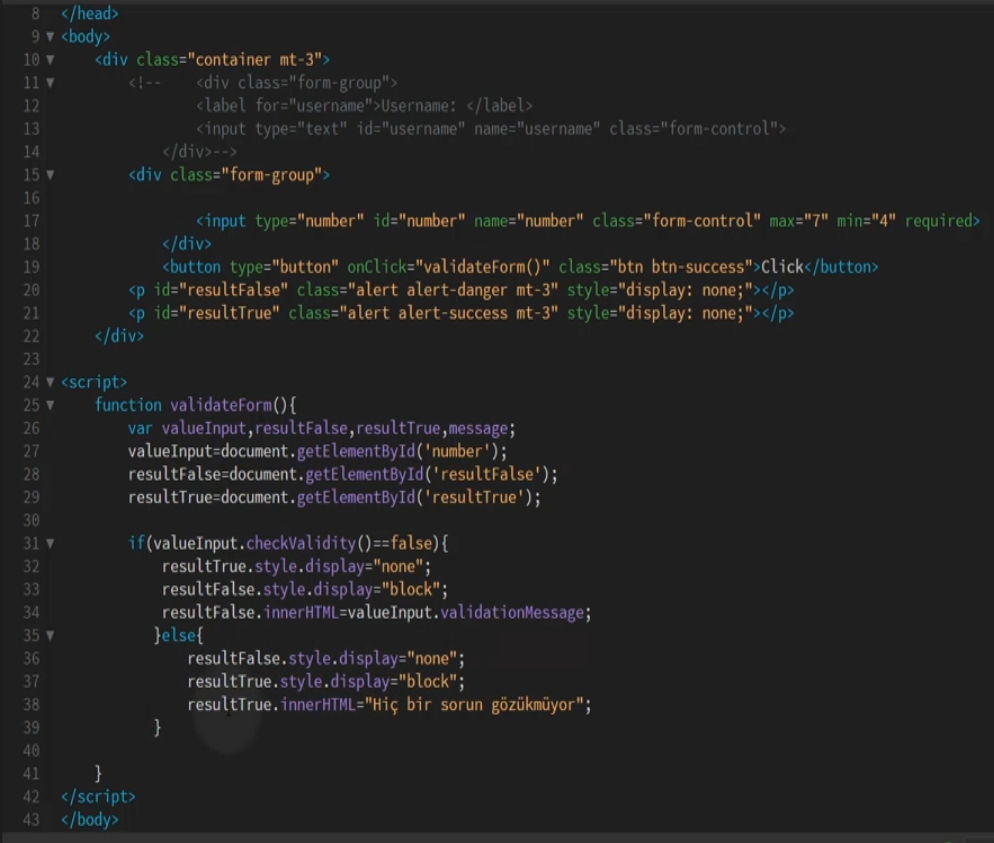 8 </head>
9 <body>
10 <div class="container mt-3">
11 <!-- <div class="form-group">
12 <label for="username">Username: </label>
13 <input type="text" id="username" name="username" class="form-control">
14 </div>-->
15 <div class="form-group">
16
17 <input type="number" id="number" name="number" class="form-control" max="7" min="4" required>
18 </div>
19 <button type="button" onClick="validateForm()" class="btn btn-success">Click</button>
20 <p id="resultFalse" class="alert alert-danger mt-3" style="display: none;"></p>
21 <p id="resultTrue" class="alert alert-success mt-3" style="display: none;"></p>
22 </div>
23
24 <script>
25 function validateForm(){
26 var valueInput,resultFalse,resultTrue,message;
27 valueInput=document.getElementById('number');
28 resultFalse=document.getElementById('resultFalse');
29 resultTrue=document.getElementById('resultTrue');
30
31 if(valueInput.checkValidity()==false){
32 resultTrue.style.display="none";
33 resultFalse.style.display="block";
34 resultFalse.innerHTML=valueInput.validationMessage;
35 }else{
36 resultFalse.style.display="none";
37 resultTrue.style.display="block";
38 resultTrue.innerHTML="Hiç bir sorun gözükmüyor";
39 }
40
41 }
42 </script>
43 </body>